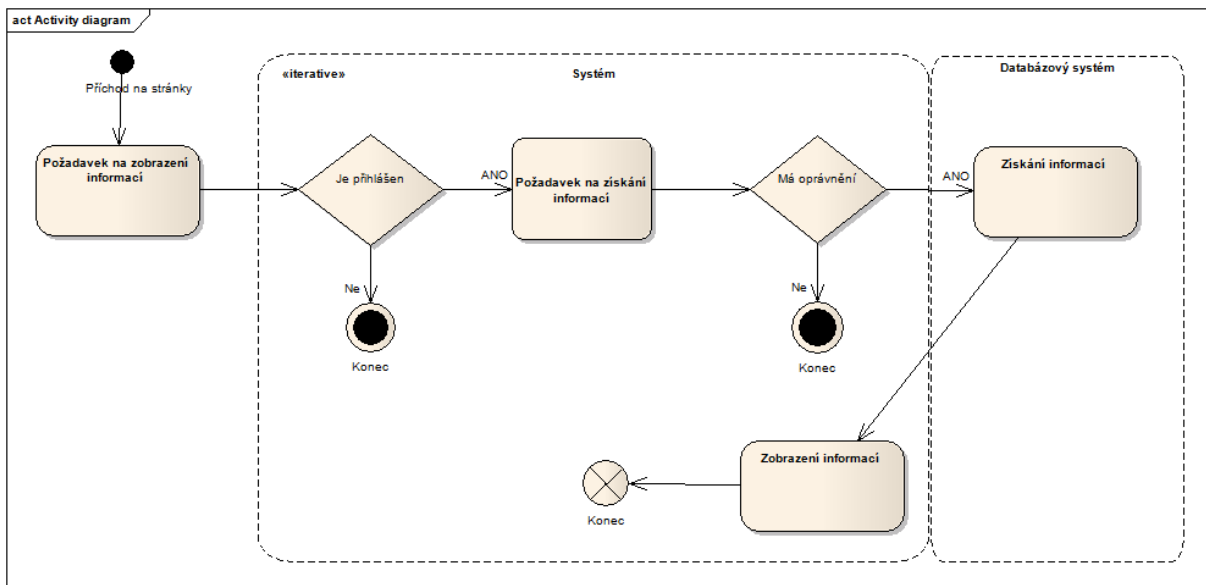 act Activity diagram
Příchod na stránky
«iterative»
Systém
Databázový systém
Požadavek na zobrazení
informací
Je přihlášen
ANO
Požadavek na získání
informací
Má oprávnění
ANO
Získání informací
Ne
Konec
Ne
Konec
Zobrazení informací
Konec